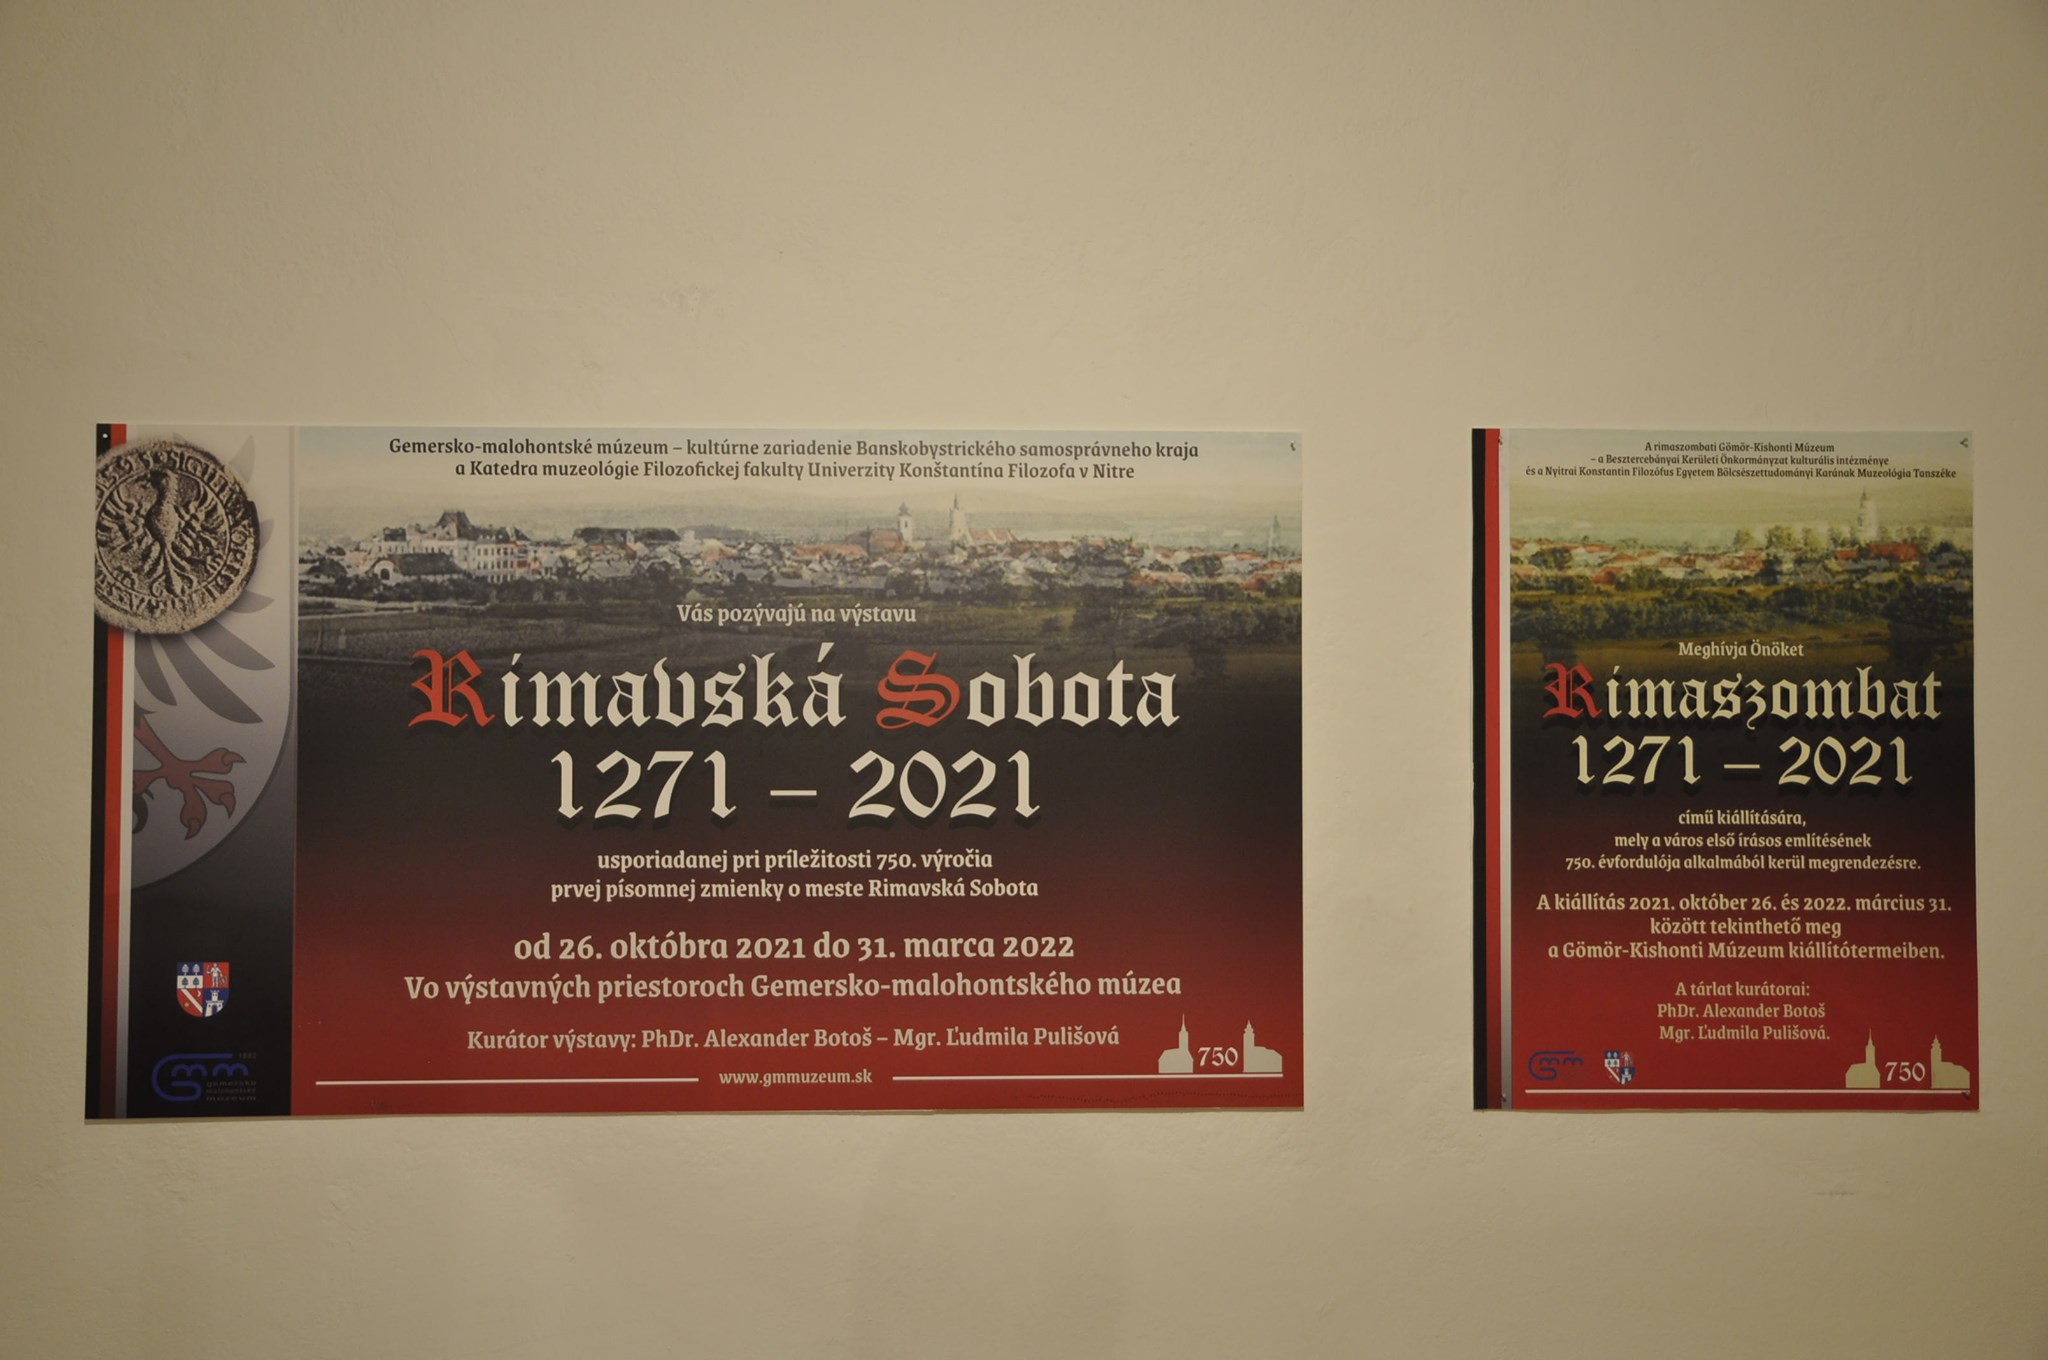 Gemersko-malohontské múzeum – kultúrne zariadenie Banskobystrického samosprávneho kraja
a Katedra muzeológie Filozofickej fakulty Univerzity Konštantína Filozofa v Nitre
Vás pozývajú na výstavu
Rimavská Sobota
1271 – 2021
usporiadanej pri príležitosti 750. výročia
prvej písomnej zmienky o meste Rimavská Sobota
od 26. októbra 2021 do 31. marca 2022
Vo výstavných priestoroch Gemersko-malohontského múzea
Kurátor výstavy: PhDr. Alexander Botoš – Mgr. Ľudmila Pulišová
750
www.gmmuzeum.sk
1882
gemersko
malohontské
múzeum
A rimaszombati Gömör-Kishonti Múzeum
– a Besztercebányai Kerületi Önkormányzat kulturális intézménye
és a Nyitrai Konstantin Filozófus Egyetem Bölcsészettudományi Karának Muzeológia Tanszéke
Meghívja Önöket
Rimaszombat
1271 – 2021
című kiállítására,
mely a város első írásos említésének
750. évfordulója alkalmából kerül megrendezésre.
A kiállítás 2021. október 26. és 2022. március 31.
között tekinthető meg
a Gömör-Kishonti Múzeum kiállítótermeiben.
A tárlat kurátorai:
PhDr. Alexander Botoš
Mgr. Ľudmila Pulišová.
750